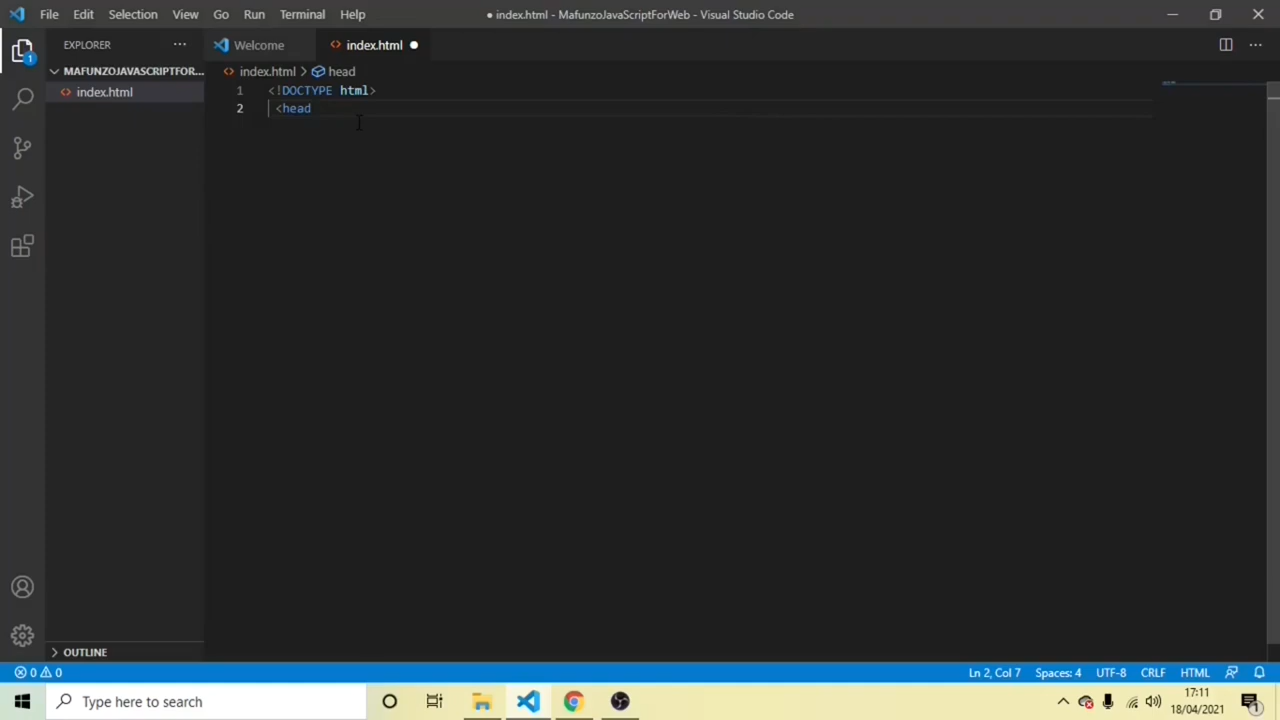 File Edit Selection View Go Run Terminal Help
● index.html - MafunzoJavaScriptForWeb - Visual Studio Code
EXPLORER ...
Welcome
index.html ●
MAFUNZOJAVASCRIPTFOR...
index.html
index.html > head
1 <!DOCTYPE html>
2 <head
1
OUTLINE
0 0
Ln 2, Col 7 Spaces: 4 UTF-8 CRLF HTML
Type here to search
17:11
18/04/2021
1